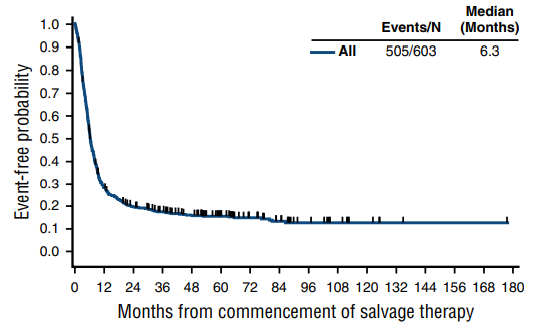 Median
Events/N (Months)
All 505/603 6.3
Event-free probability
1.0
0.9
0.8
0.7
0.6
0.5
0.4
0.3
0.2
0.1
0.0
0 12 24 36 48 60 72 84 96 108 120 132 144 156 168 180
Months from commencement of salvage therapy